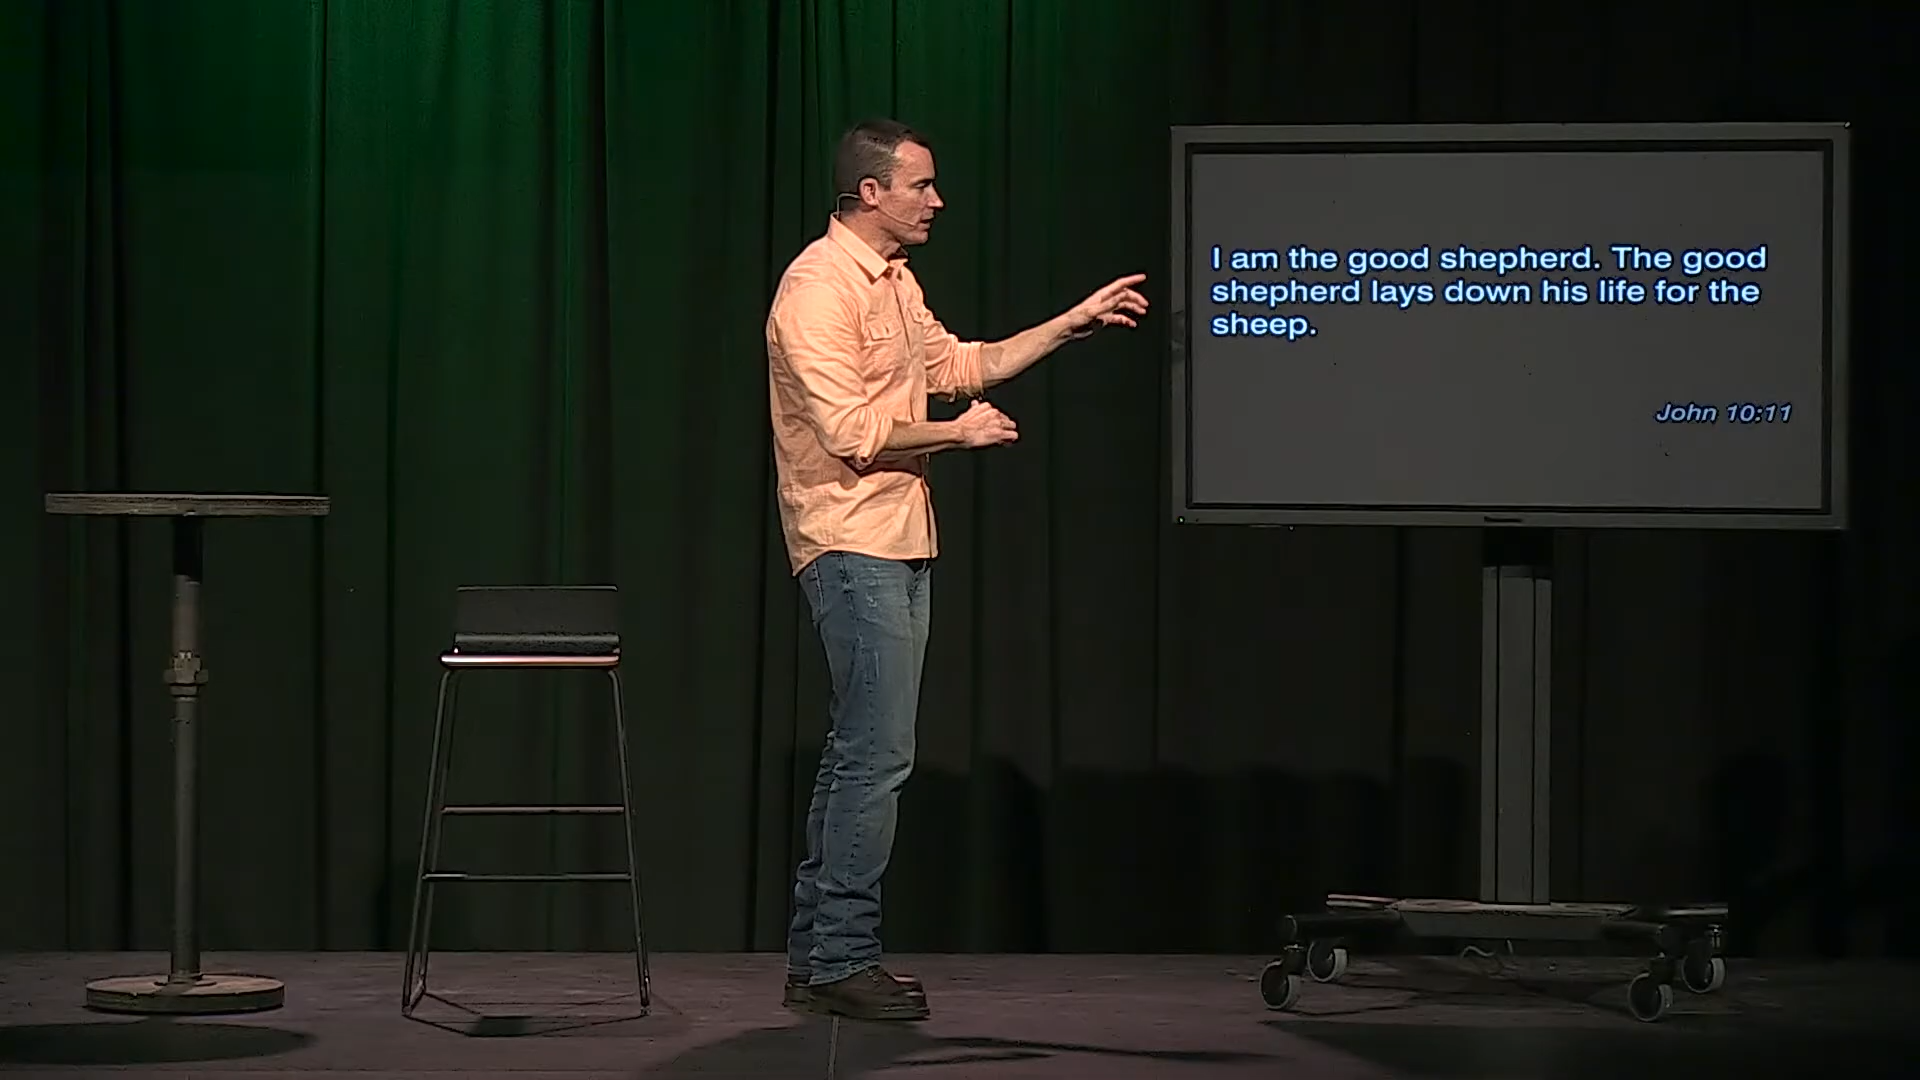 I am the good shepherd. The good
shepherd lays down his life for the
sheep.
John 10:11